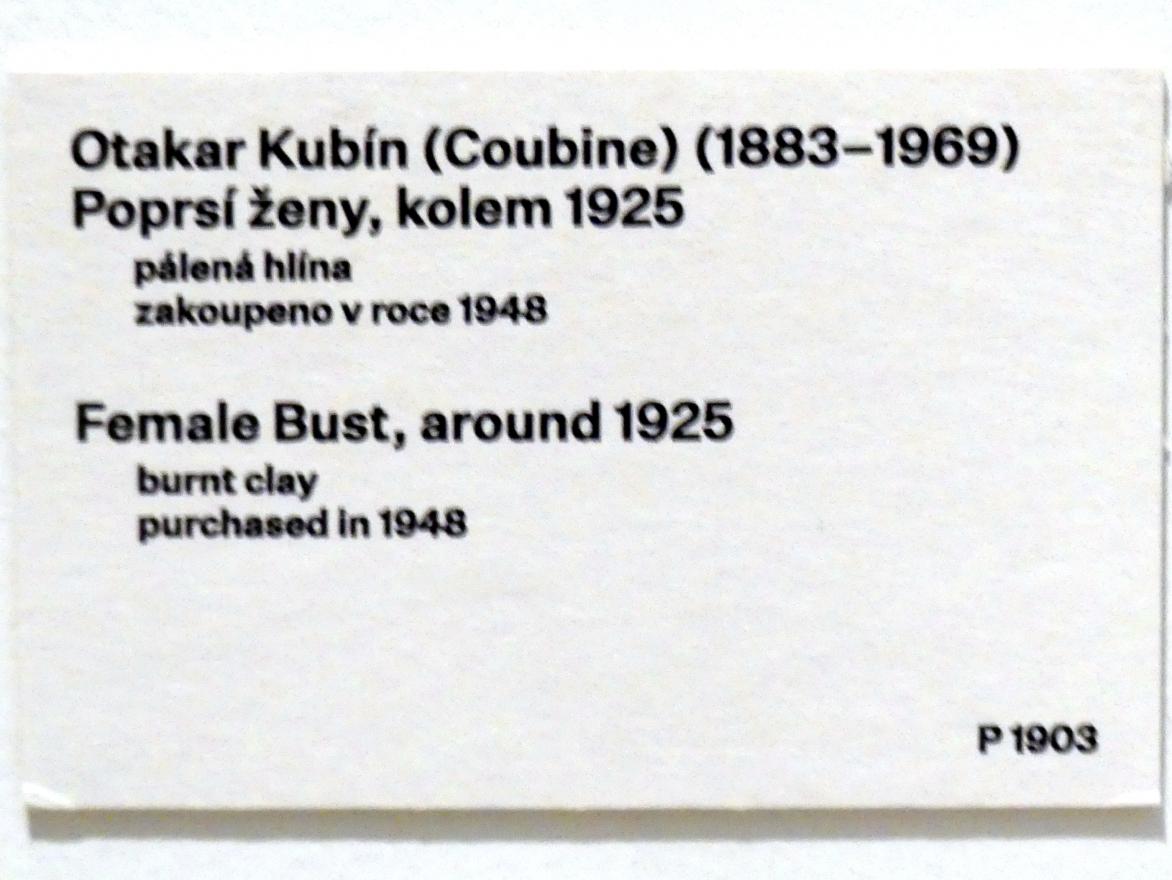 Otakar Kubín (Coubine) (1883–1969)
Poprsí ženy, kolem 1925
pálená hlína
zakoupeno v roce 1948
Female Bust, around 1925
burnt clay
purchased in 1948
P 1903